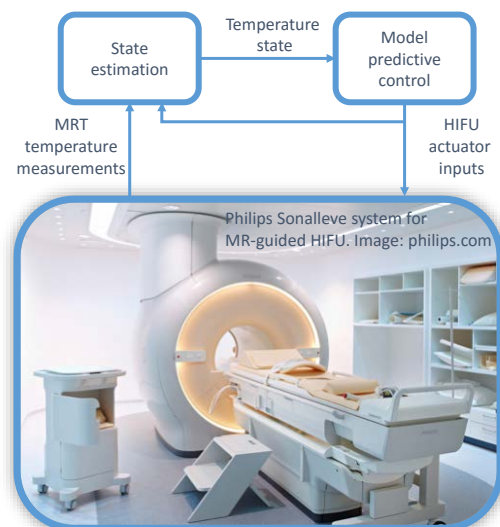 State
estimation
Temperature
state
Model
predictive
control
MRT
temperature
measurements
HIFU
actuator
inputs
Philips Sonalleve system for
MR-guided HIFU. Image: philips.com